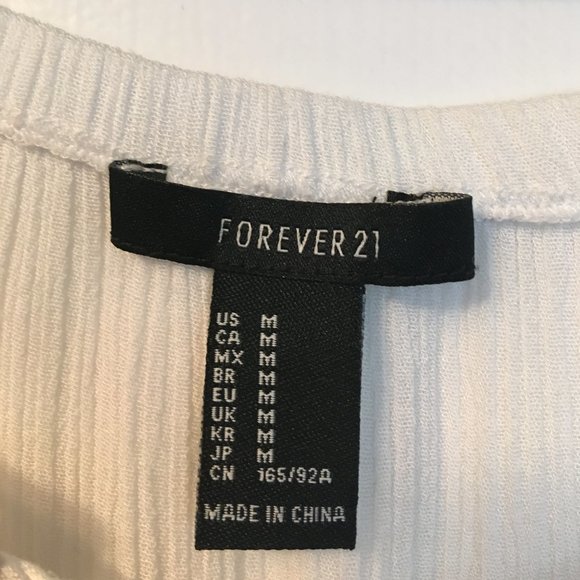 FOREVER 21
US M
CA M
MX M
BR M
EU M
UK M
KR M
JP M
CN 165/92A
MADE IN CHINA